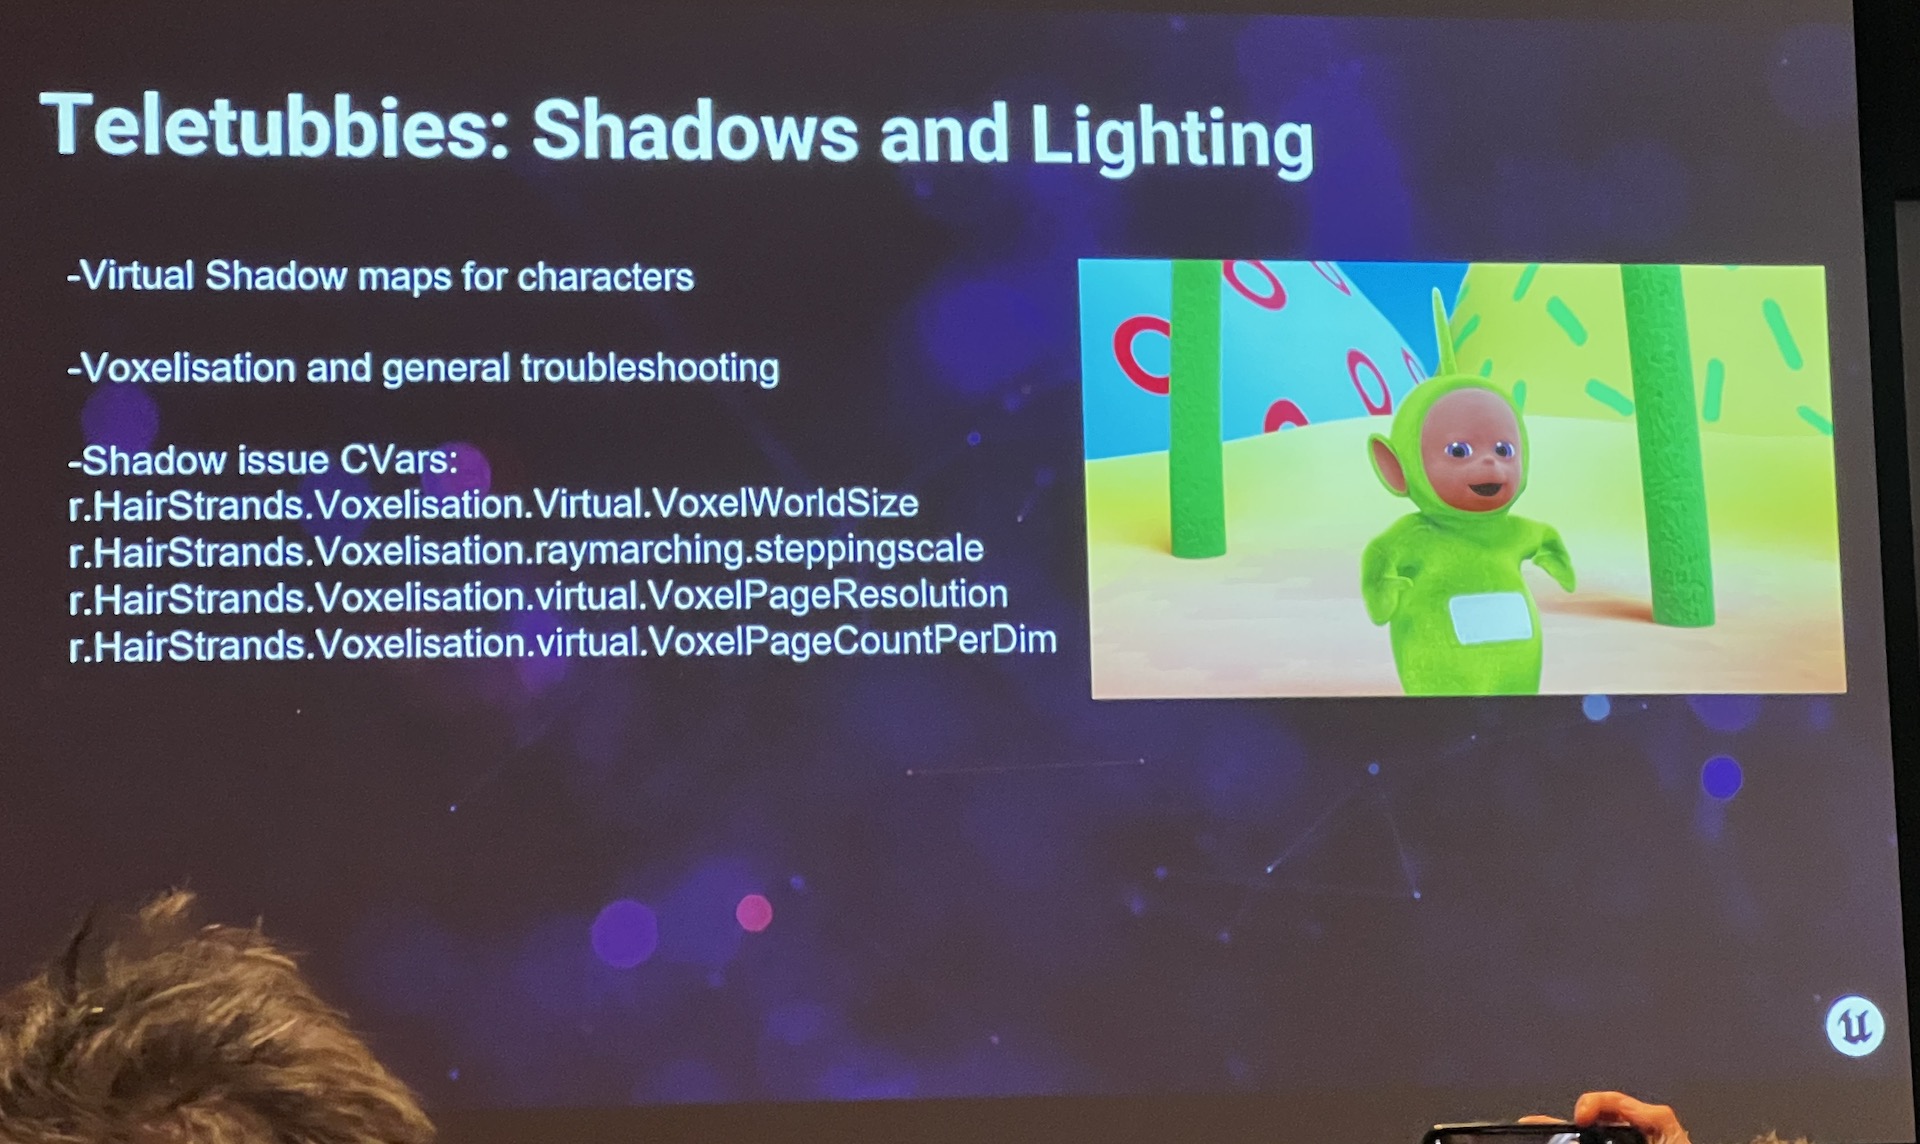 Teletubbies: Shadows and Lighting
-Virtual Shadow maps for characters
-Voxelisation and general troubleshooting
-Shadow issue CVars:
r.HairStrands.Voxelisation.Virtual.VoxelWorldSize
r.HairStrands.Voxelisation.raymarching.steppingscale
r.HairStrands.Voxelisation.virtual.VoxelPageResolution
r.HairStrands.Voxelisation.virtual.VoxelPageCountPerDim